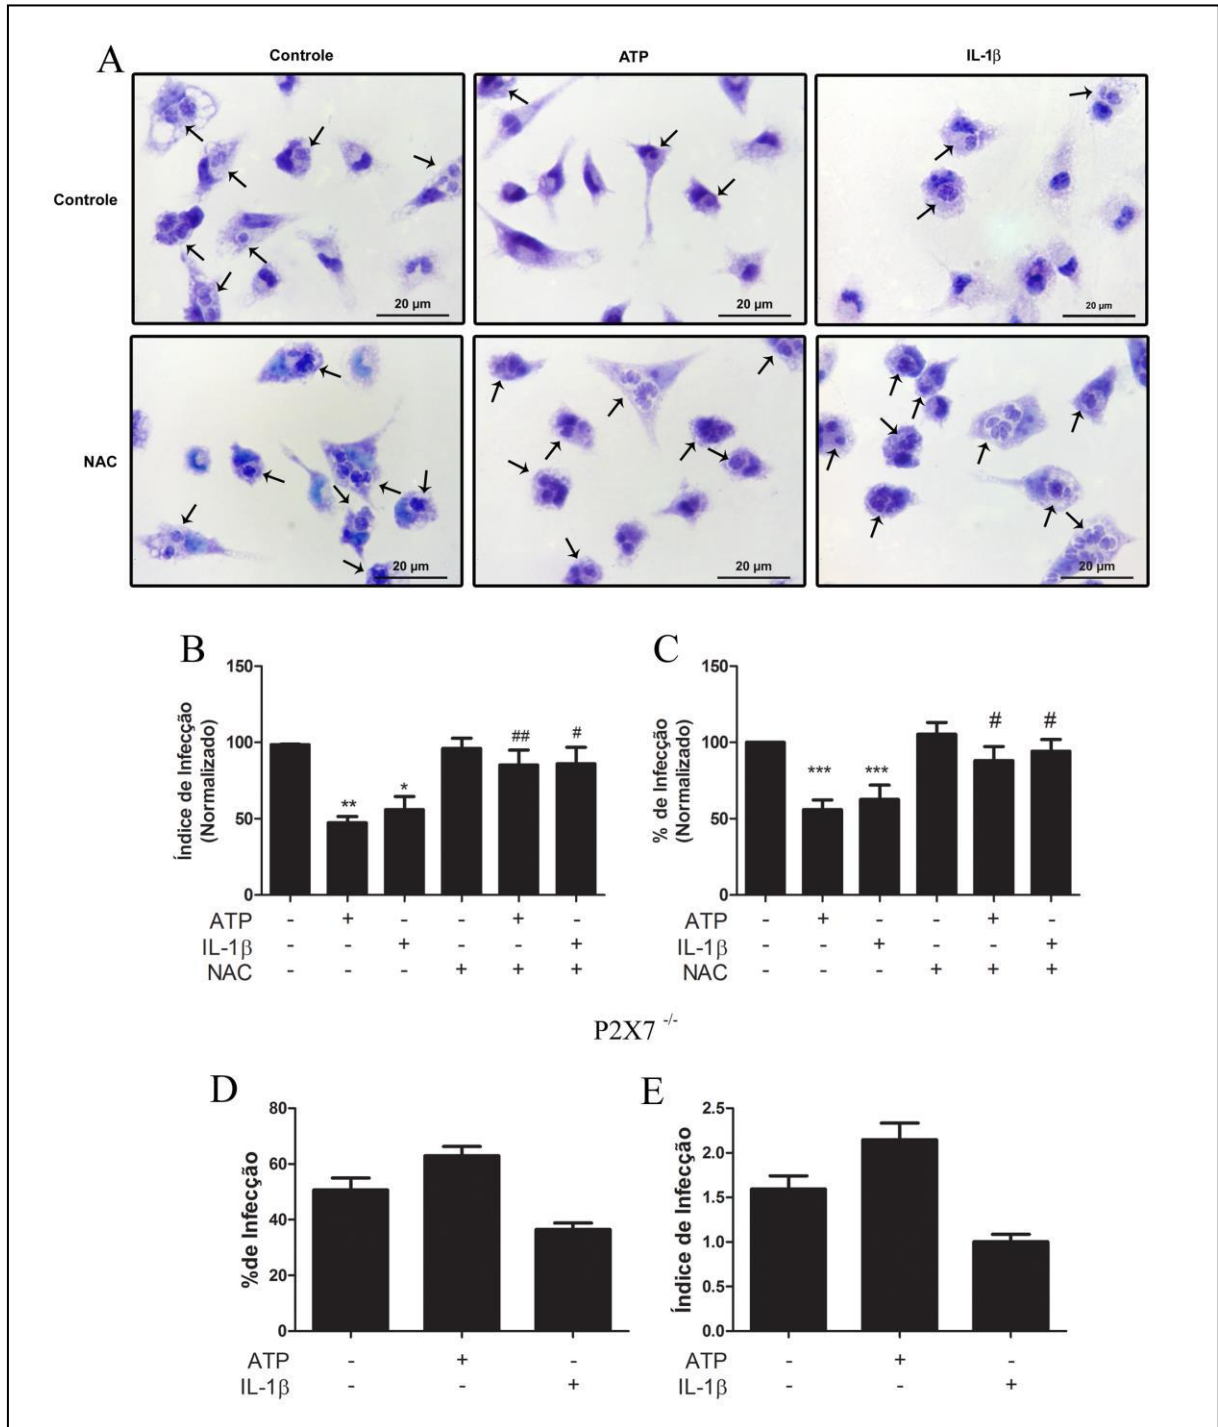 A
Controle ATP IL-1β
Controle
20 µm 20 µm 20 µm
NAC
20 µm 20 µm 20 µm
B
Índice de Infecção
(Normalizado)
150
100
50
0
** * ## #
ATP - + - - + -
IL-1β - - + - - +
NAC - - - + + +
C
% de Infecção
(Normalizado)
150
100
50
0
*** *** # #
ATP - + - - + -
IL-1β - - + - - +
NAC - - - + + +
P2X7 -/-
D
%de Infecção
80
60
40
20
0
ATP - + -
IL-1β - - +
E
Índice de Infecção
2.5
2.0
1.5
1.0
0.5
0.0
ATP - + -
IL-1β - - +